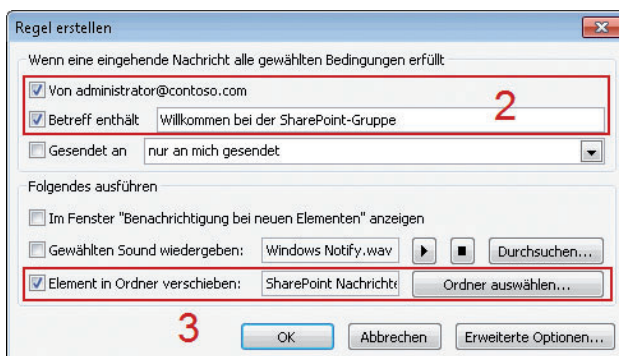 Regel erstellen
Wenn eine eingehende Nachricht alle gewählten Bedingungen erfüllt
Von administrator@contoso.com
2
Betreff enthält Willkommen bei der SharePoint-Gruppe
Gesendet an nur an mich gesendet
Folgendes ausführen
Im Fenster "Benachrichtigung bei neuen Elementen" anzeigen
Gewählten Sound wiedergeben: Windows Notify.wav Durchsuchen...
Element in Ordner verschieben: SharePoint Nachrichte Ordner auswählen...
3
OK Abbrechen Erweiterte Optionen...